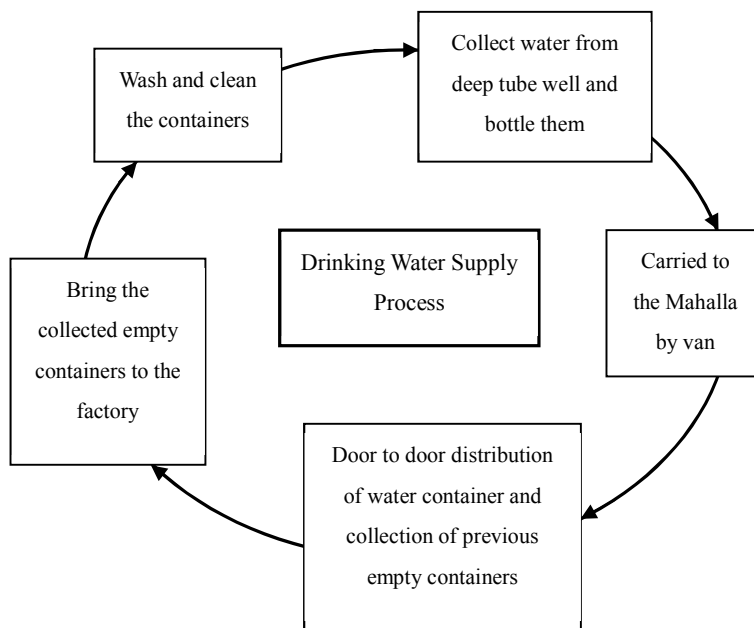 Wash and clean
the containers
Collect water from
deep tube well and
bottle them
Drinking Water Supply
Process
Carried to
the Mahalla
by van
Bring the
collected empty
containers to the
factory
Door to door distribution
of water container and
collection of previous
empty containers